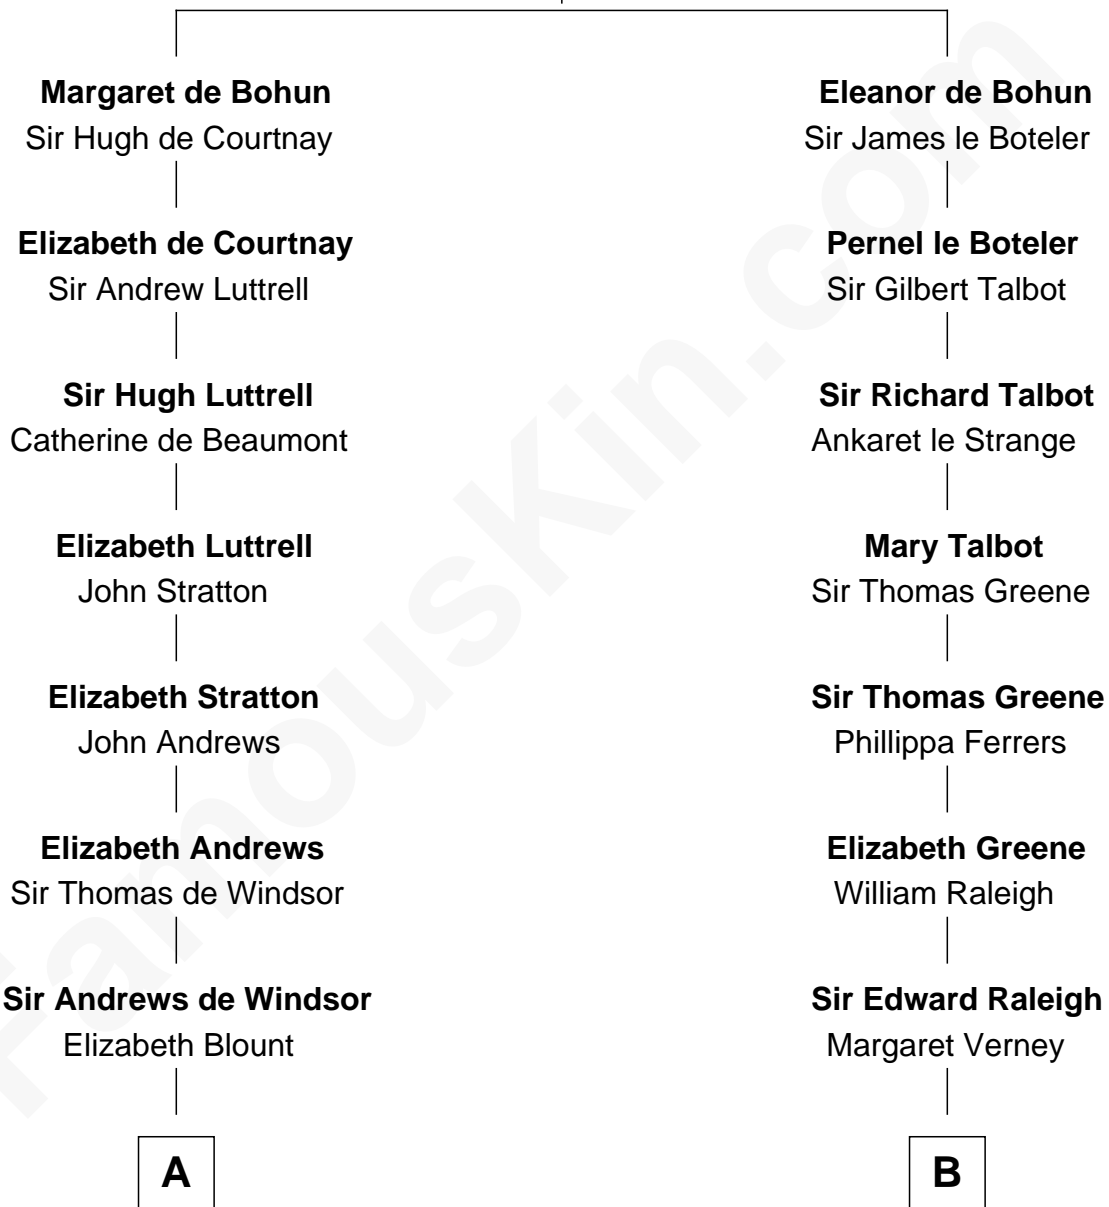 Margaret de Bohun
Sir Hugh de Courtnay
Elizabeth de Courtnay
Sir Andrew Luttrell
Sir Hugh Luttrell
Catherine de Beaumont
Elizabeth Luttrell
John Stratton
Elizabeth Stratton
John Andrews
Elizabeth Andrews
Sir Thomas de Windsor
Sir Andrews de Windsor
Elizabeth Blount
A
Eleanor de Bohun
Sir James le Boteler
Pernel le Boteler
Sir Gilbert Talbot
Sir Richard Talbot
Ankaret le Strange
Mary Talbot
Sir Thomas Greene
Sir Thomas Greene
Phillippa Ferrers
Elizabeth Greene
William Raleigh
Sir Edward Raleigh
Margaret Verney
B
FamousKin.com